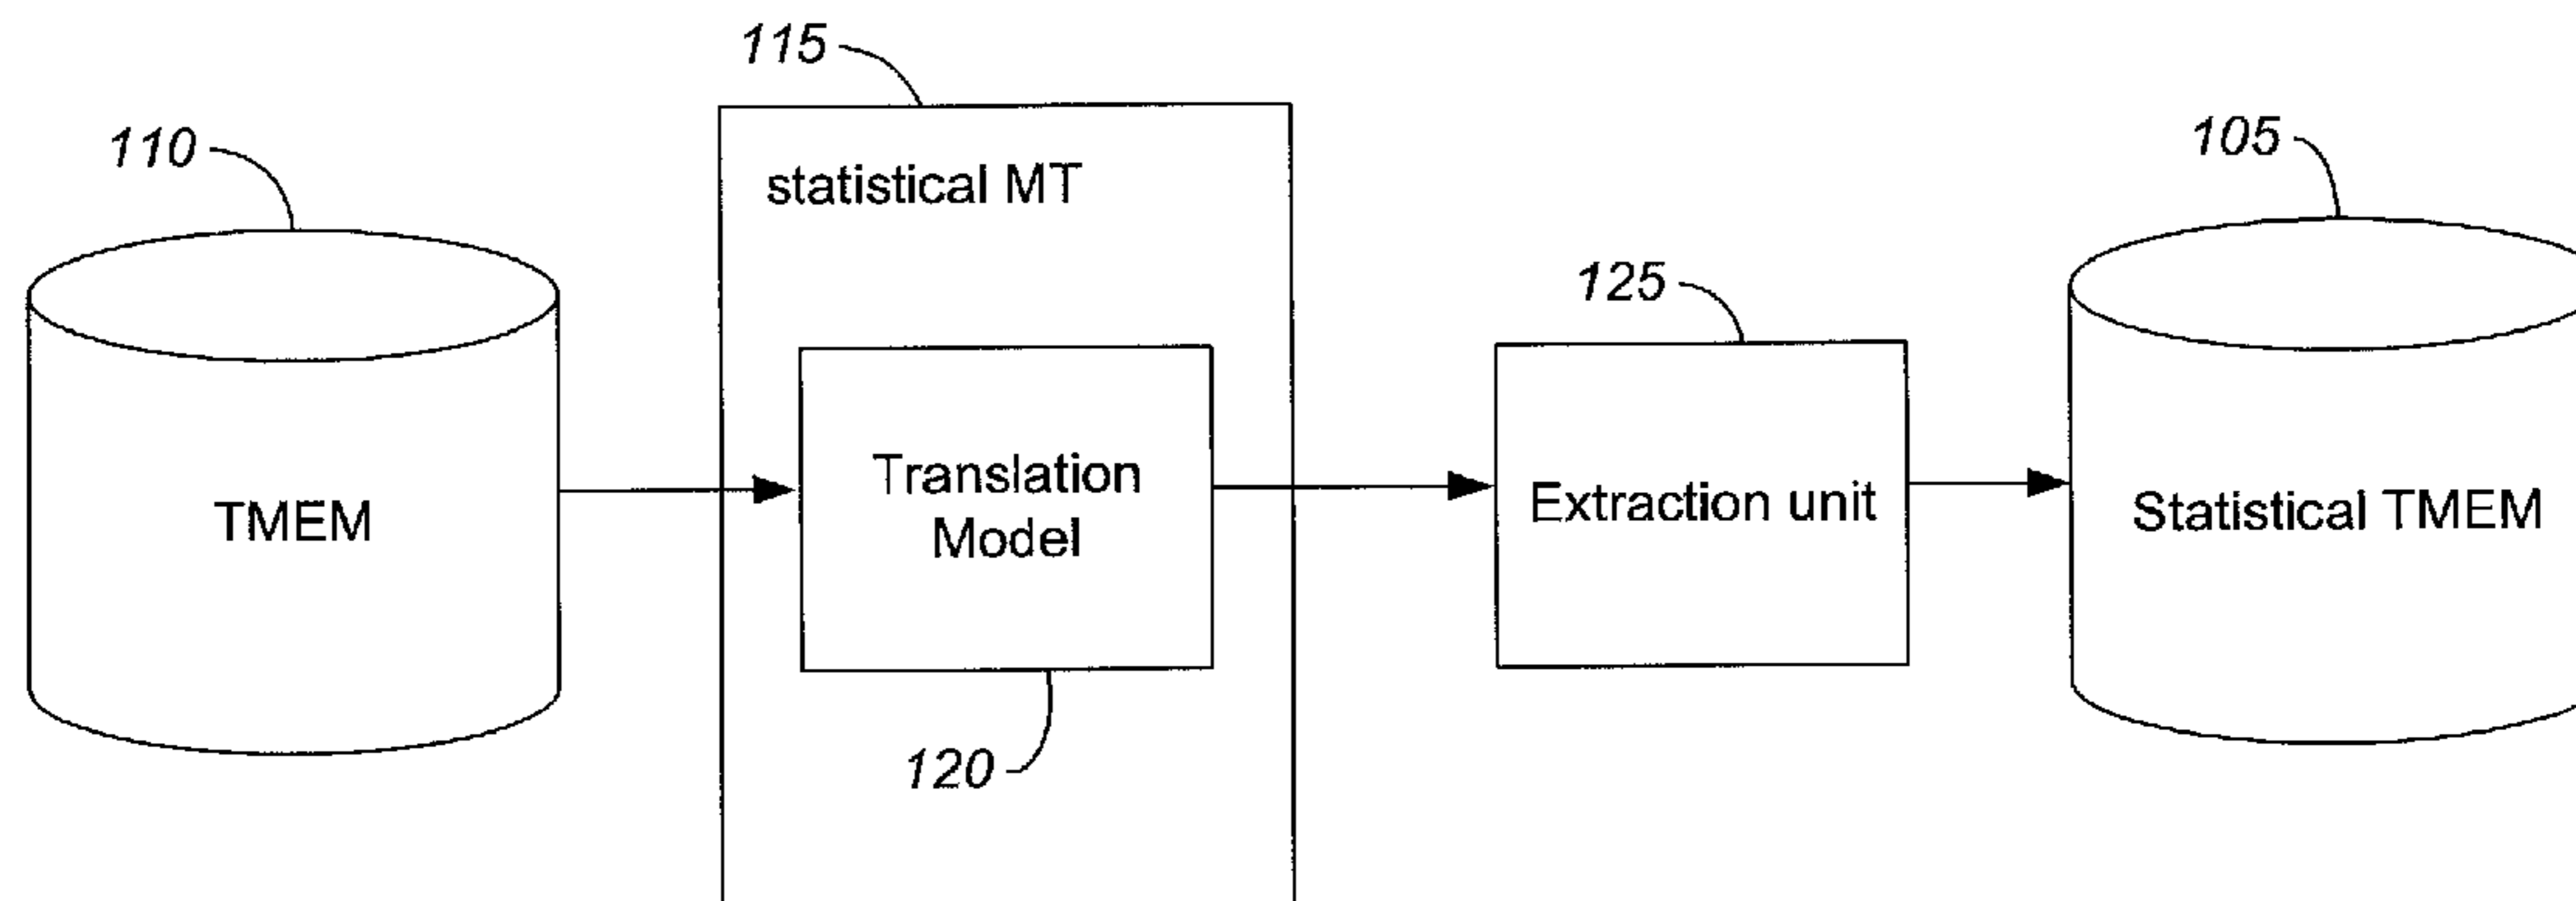 115
110
105
statistical MT
125
Translation
Model
TMEM
Extraction unit
Statistical TMEM
120